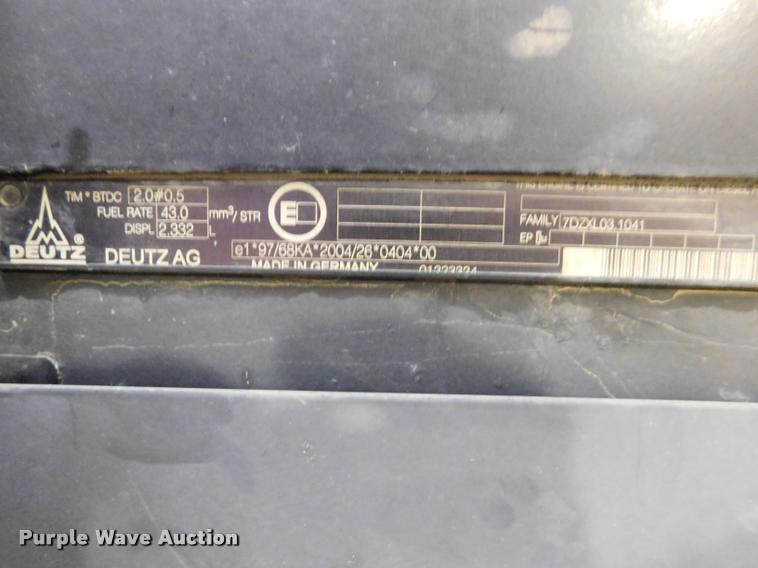 TIM° BTDC 2.0#0.5
FUEL RATE 43.0 mm³/ STR
DISPL 2.332 L
E
DEUTZ®
DEUTZ AG
e1*97/68KA*2004/26*0404*00
MADE IN GERMANY
THIS ENGINE IS CERTIFIED TO OPERATE ON DIESEL
FAMILY 7DZXL03.1041
EP
Purple Wave Auction